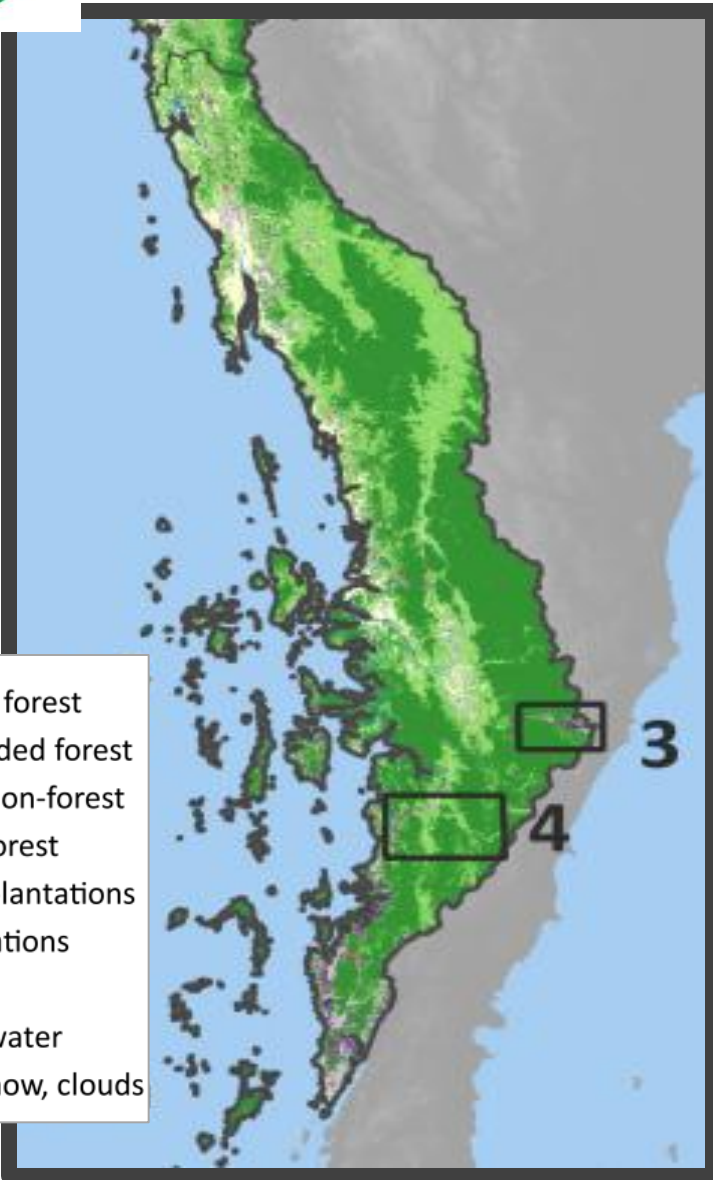 forest
ded forest
on-forest
orest
lantations
tions
water
now, clouds
3
4